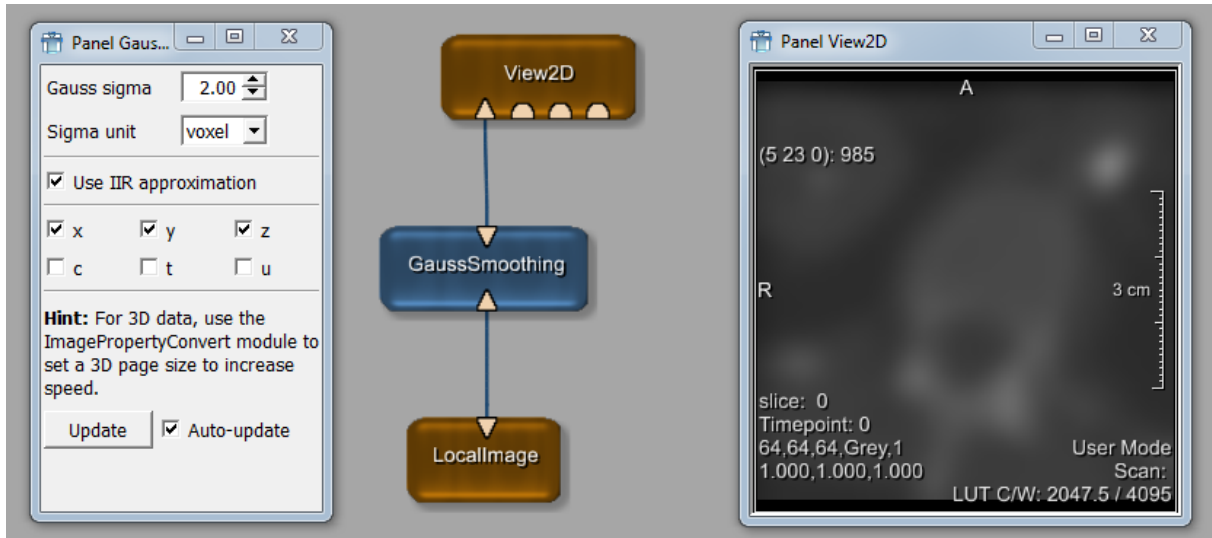 Panel Gaus...
Gauss sigma 2.00
Sigma unit voxel
Use IIR approximation
x y z
c t u
Hint: For 3D data, use the
ImagePropertyConvert module to
set a 3D page size to increase
speed.
Update Auto-update
View2D
GaussSmoothing
LocalImage
Panel View2D
A
(5 23 0): 985
R 3 cm
slice: 0
Timepoint: 0
64,64,64,Grey,1 User Mode
1.000,1.000,1.000 Scan:
LUT C/W: 2047.5 / 4095